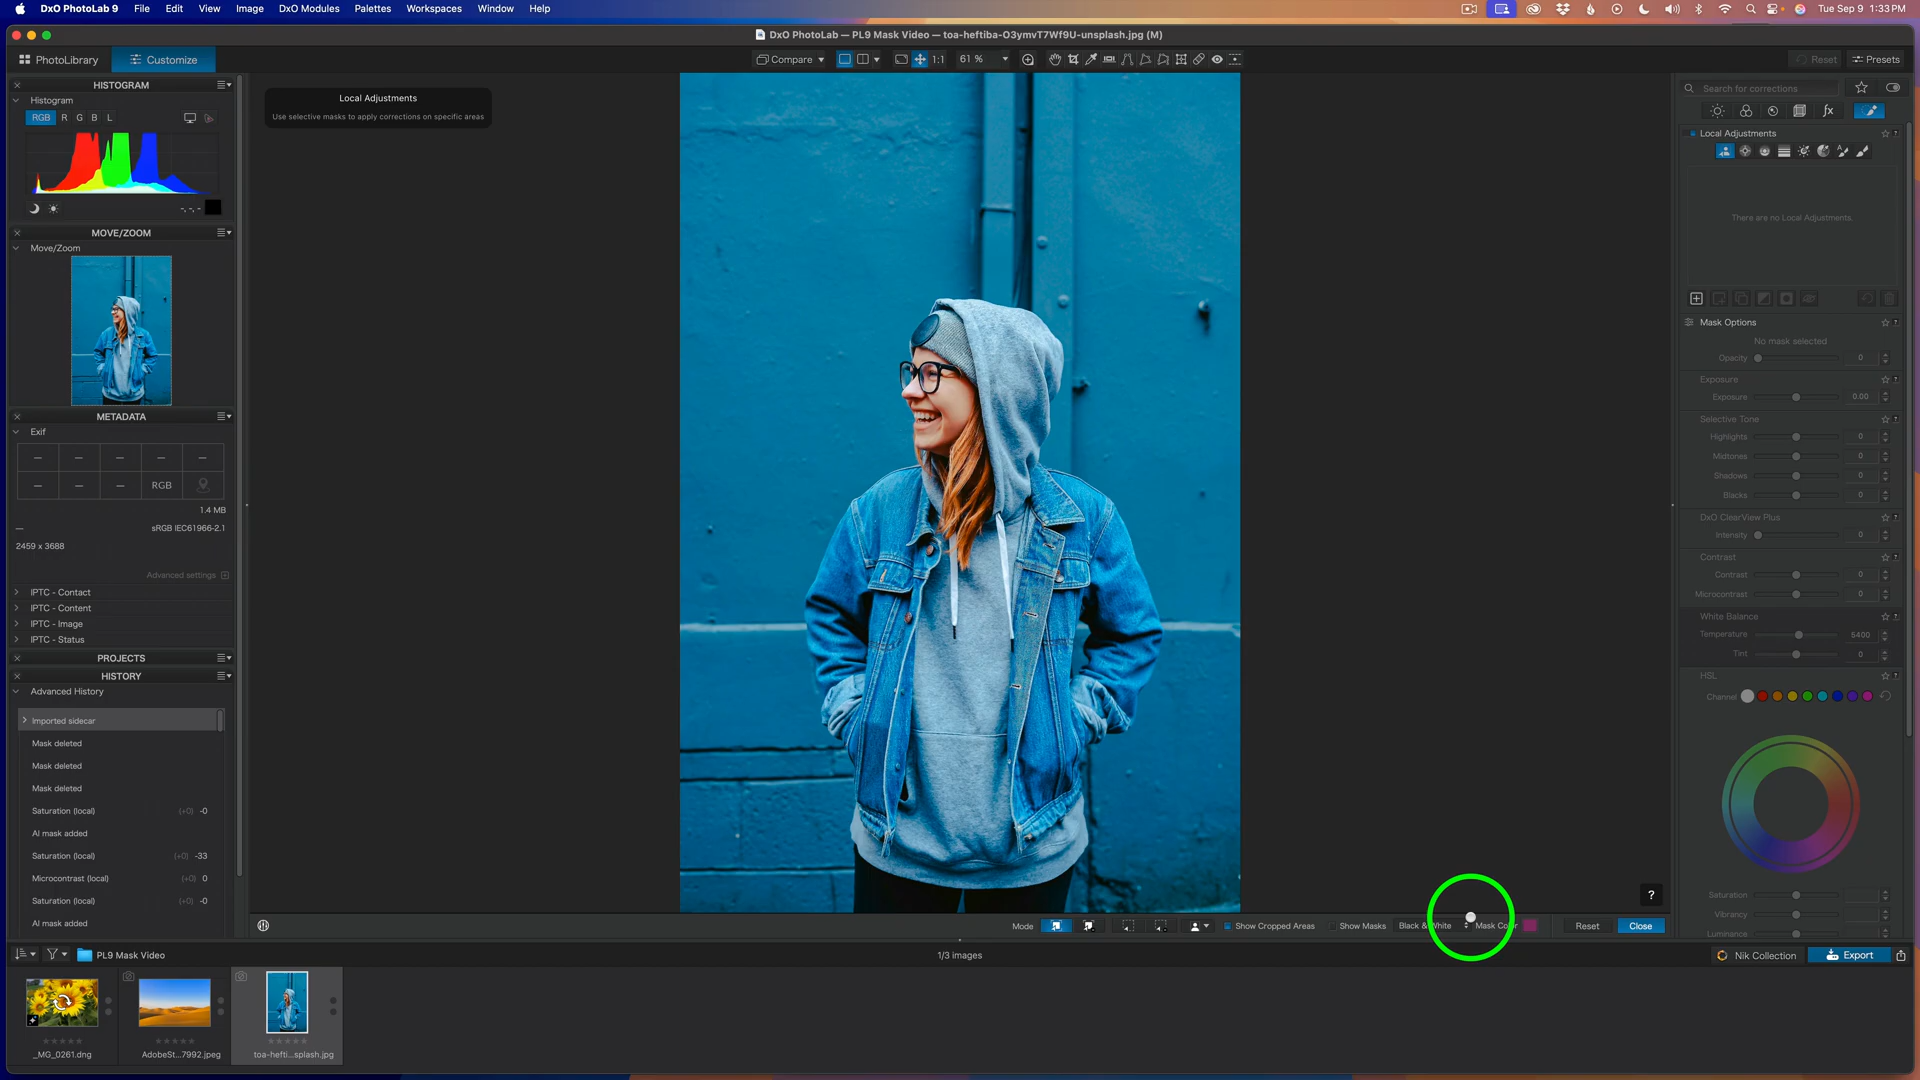 DxO PhotoLab 9 File Edit View Image DxO Modules Palettes Workspaces Window Help Tue Sep 9 1:33 PM
DxO PhotoLab — PL9 Mask Video — toa-heftiba-O3ymvT7Wf9U-unsplash.jpg (M)
PhotoLibrary Customize Compare 1:1 61 % Reset Presets
HISTOGRAM
Histogram
RGB R G B L
-, -, -
MOVE/ZOOM
Move/Zoom
METADATA
Exif
— — — — —
— — — RGB
1.4 MB
— sRGB IEC61966-2.1
2459 x 3688
Advanced settings
IPTC - Contact
IPTC - Content
IPTC - Image
IPTC - Status
PROJECTS
HISTORY
Advanced History
Imported sidecar
Mask deleted
Mask deleted
Mask deleted
Saturation (local) (+0) -0
AI mask added
Saturation (local) (+0) -33
Microcontrast (local) (+0) 0
Saturation (local) (+0) -0
AI mask added
Local Adjustments
Use selective masks to apply corrections on specific areas
?
Mode Show Cropped Areas Show Masks Black & White Mask Color Reset Close
Search for corrections
fx
Local Adjustments
There are no Local Adjustments.
Mask Options
No mask selected
Opacity 0
Exposure
Exposure 0.00
Selective Tone
Highlights 0
Midtones 0
Shadows 0
Blacks 0
DxO ClearView Plus
Intensity 0
Contrast
Contrast 0
Microcontrast 0
White Balance
Temperature 5400
Tint 0
HSL
Channel
Saturation
Vibrancy
Luminance
PL9 Mask Video 1/3 images Nik Collection Export
_MG_0261.dng AdobeSt...7992.jpeg toa-hefti...splash.jpg